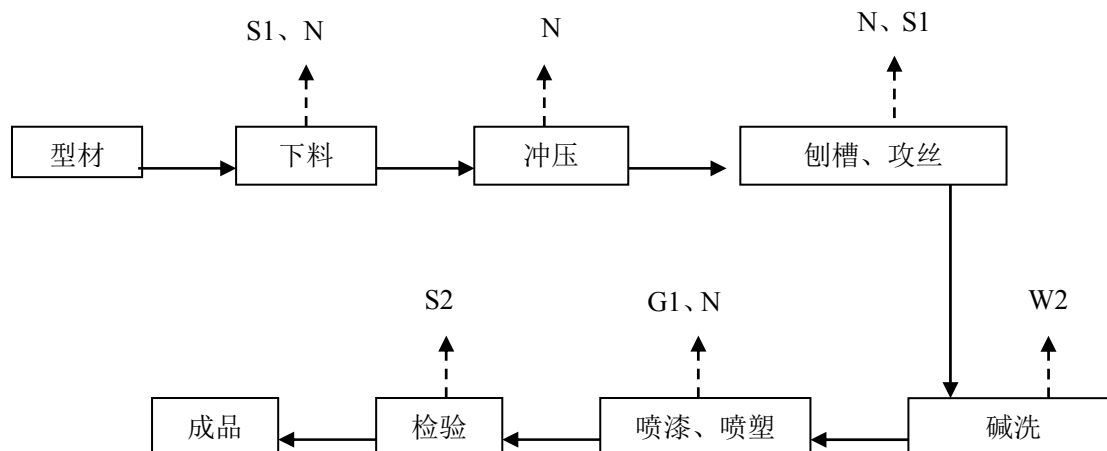 S1、N
N
N、S1
型材
下料
冲压
刨槽、攻丝
S2
G1、N
W2
成品
检验
喷漆、喷塑
碱洗